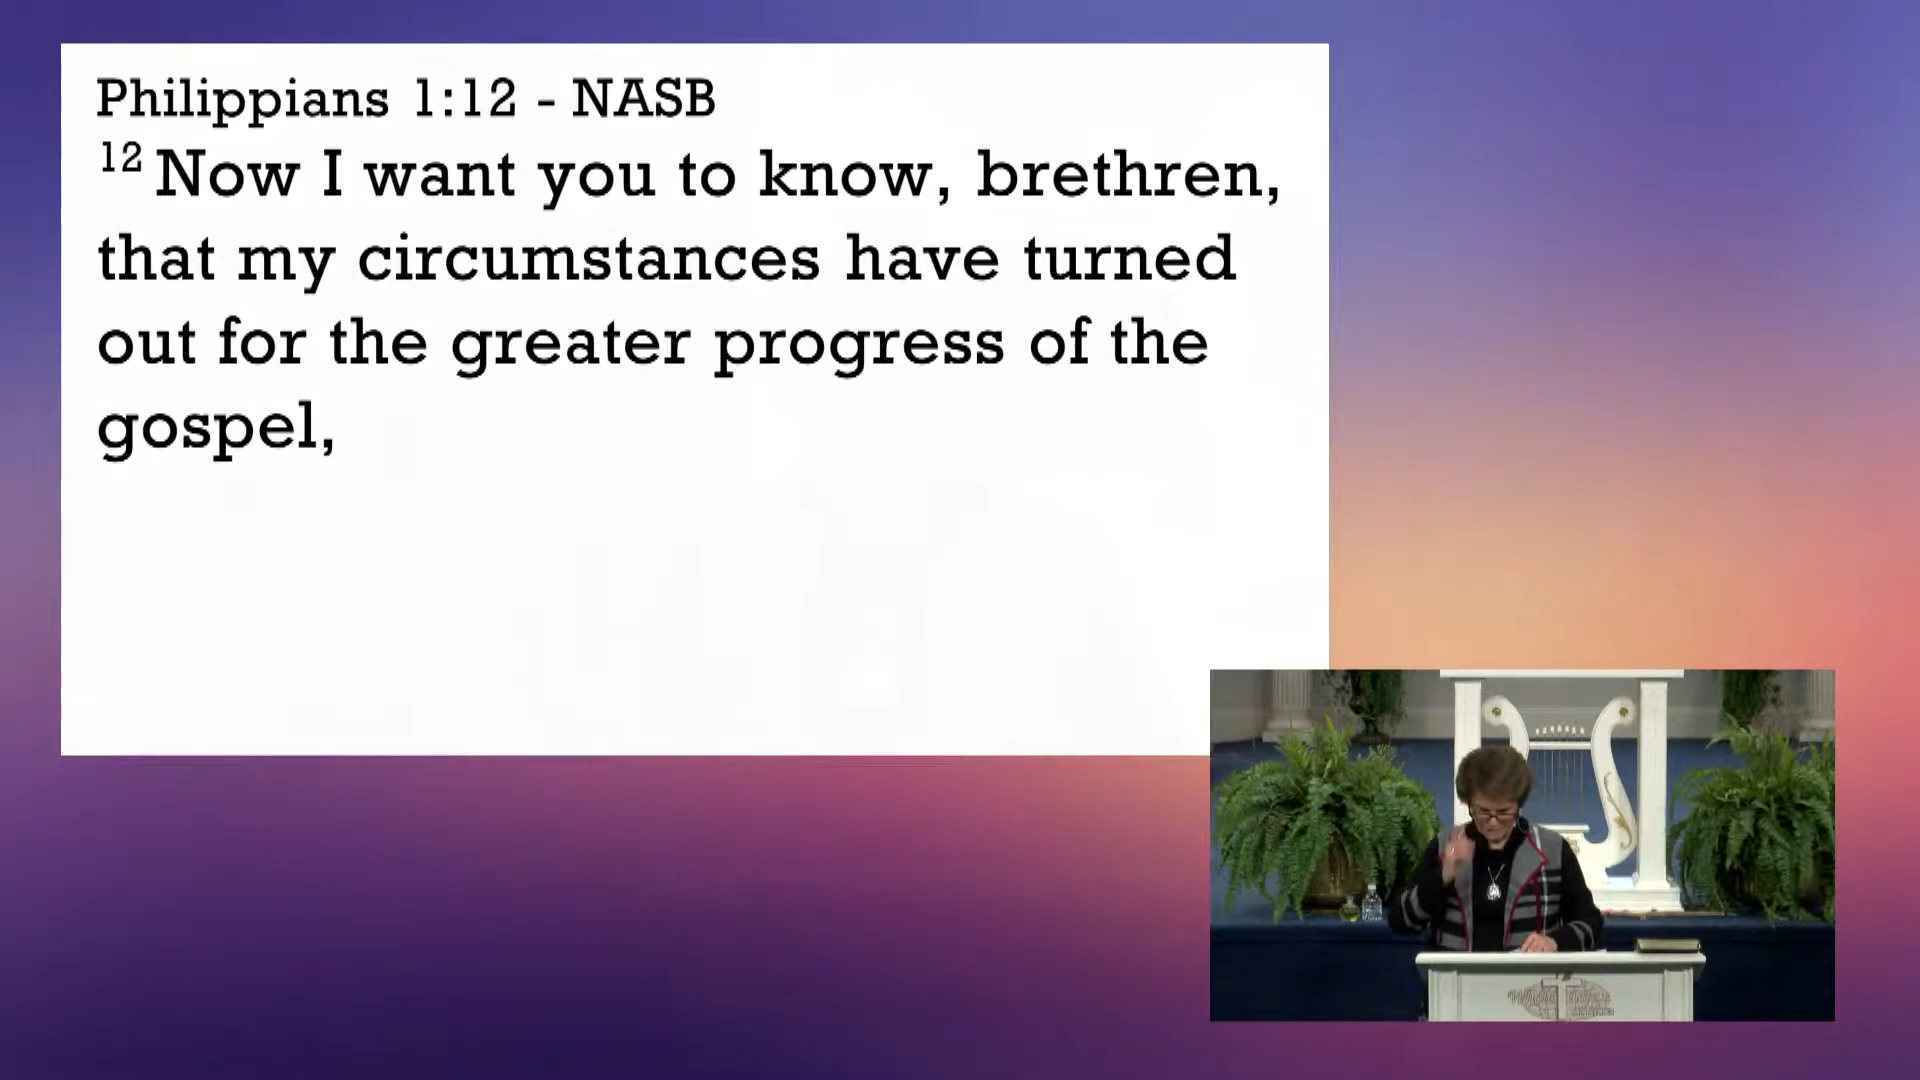 Philippians 1:12 - NASB
12 Now I want you to know, brethren,
that my circumstances have turned
out for the greater progress of the
gospel,